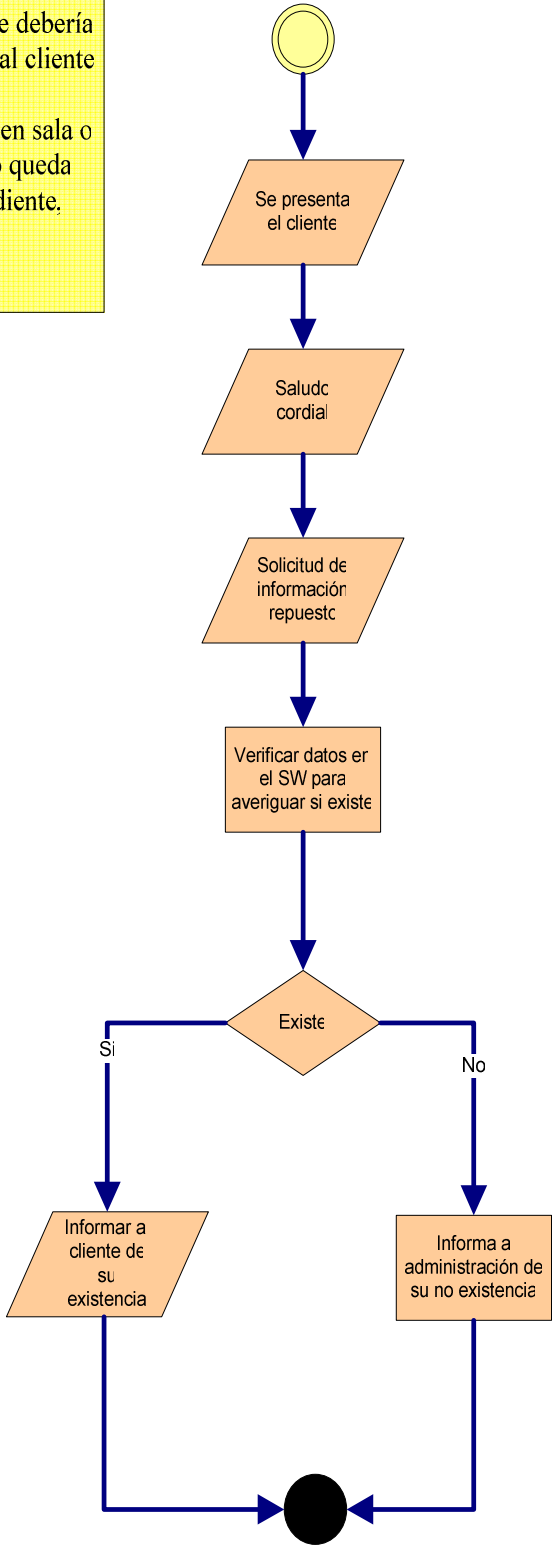 e debería
al cliente
en sala o
o queda
diente.
Se presenta
el cliente
Saludo
cordial
Solicitud de
información
repuesto
Verificar datos en
el SW para
averiguar si existe
Existe
Si
No
Informar al
cliente de
su
existencia
Informa a
administración de
su no existencia